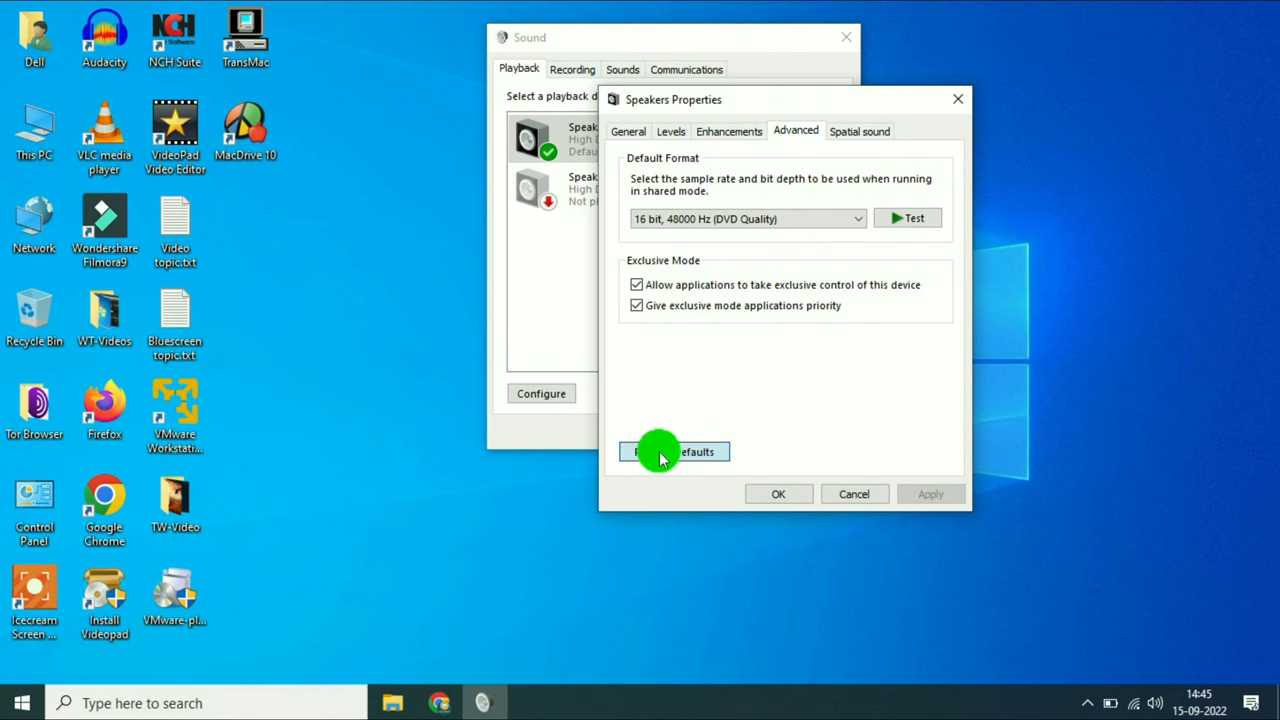 Dell
Audacity
NCH Software
NCH Suite
TransMac
This PC
VLC media
player
VideoPad
Video Editor
MacDrive 10
Network
Wondershare
Filmora9
Video
topic.txt
Recycle Bin
WT-Videos
Bluescreen
topic.txt
Tor Browser
Firefox
VMware
Workstati...
Control
Panel
Google
Chrome
TW-Video
Icecream
Screen ...
Install
Videopad
VMware-pl...
Sound
Playback
Recording
Sounds
Communications
Select a playback d
Speak
High D
Defau
Speak
High D
Not pl
Configure
Speakers Properties
General
Levels
Enhancements
Advanced
Spatial sound
Default Format
Select the sample rate and bit depth to be used when running
in shared mode.
16 bit, 48000 Hz (DVD Quality)
Test
Exclusive Mode
Allow applications to take exclusive control of this device
Give exclusive mode applications priority
efaults
OK
Cancel
Apply
Type here to search
14:45
15-09-2022